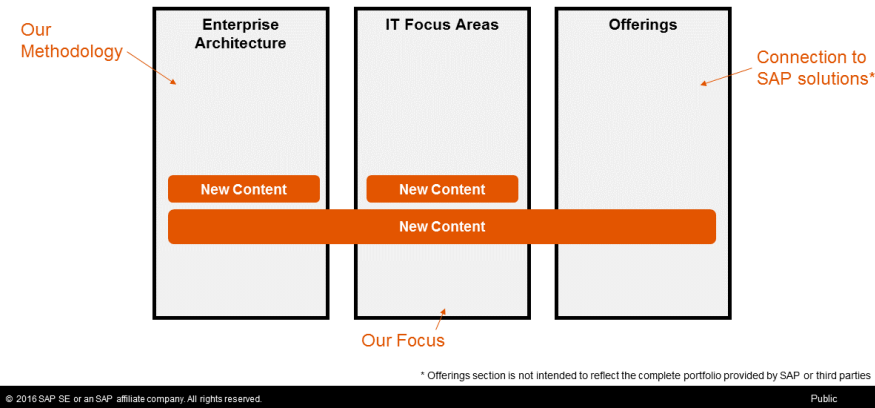 Our
Methodology
Enterprise
Architecture
IT Focus Areas
Offerings
Connection to
SAP solutions*
New Content
New Content
New Content
Our Focus
* Offerings section is not intended to reflect the complete portfolio provided by SAP or third parties
© 2016 SAP SE or an SAP affiliate company. All rights reserved.
Public